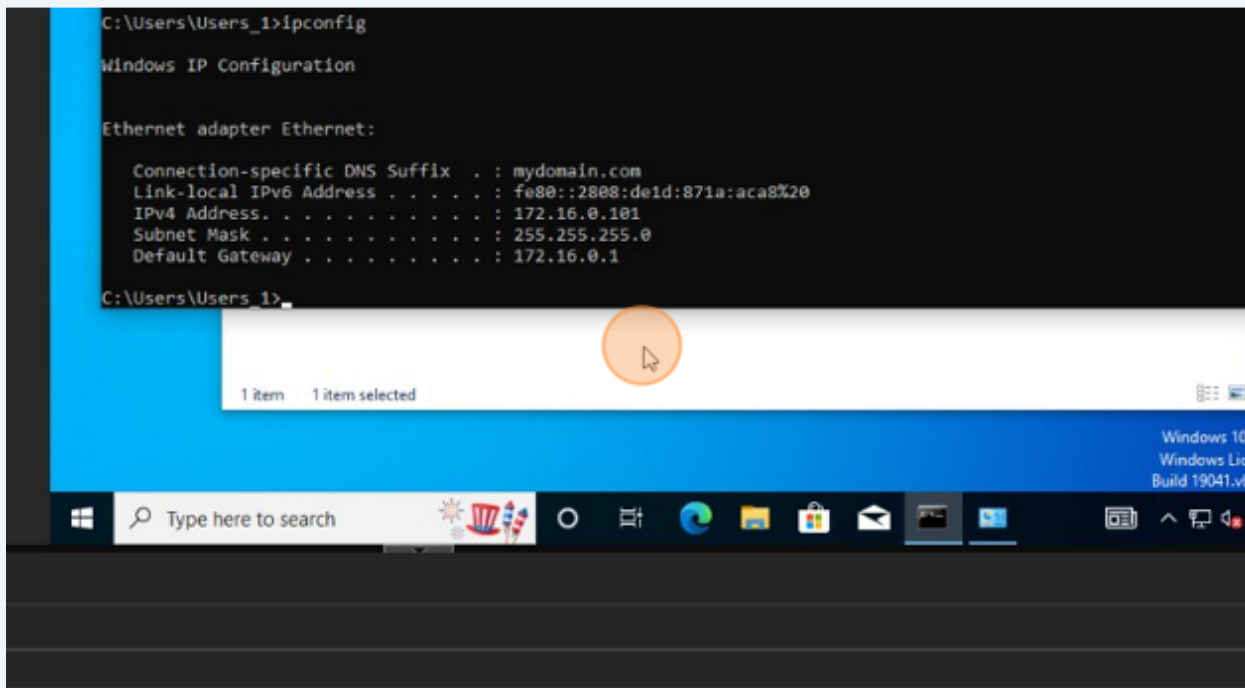 C:\Users\Users_1>ipconfig
Windows IP Configuration
Ethernet adapter Ethernet:
Connection-specific DNS Suffix . : mydomain.com
Link-local IPv6 Address . . . . . : fe80::2808:de1d:871a:aca8%20
IPv4 Address. . . . . . . . . . . : 172.16.0.101
Subnet Mask . . . . . . . . . . . : 255.255.255.0
Default Gateway . . . . . . . . . : 172.16.0.1
C:\Users\Users_1>_
1 item 1 item selected
Windows 10
Windows Lic
Build 19041.vl
Type here to search